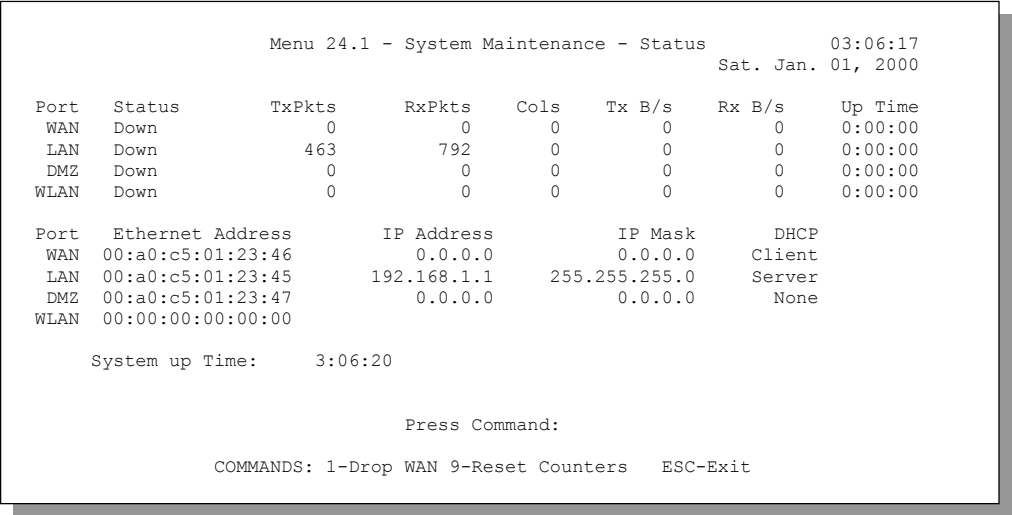 Menu 24.1 - System Maintenance - Status 03:06:17
Sat. Jan. 01, 2000
Port Status TxPkts RxPkts Cols Tx B/s Rx B/s Up Time
WAN Down 0 0 0 0 0 0:00:00
LAN Down 463 792 0 0 0 0:00:00
DMZ Down 0 0 0 0 0 0:00:00
WLAN Down 0 0 0 0 0 0:00:00
Port Ethernet Address IP Address IP Mask DHCP
WAN 00:a0:c5:01:23:46 0.0.0.0 0.0.0.0 Client
LAN 00:a0:c5:01:23:45 192.168.1.1 255.255.255.0 Server
DMZ 00:a0:c5:01:23:47 0.0.0.0 0.0.0.0 None
WLAN 00:00:00:00:00:00
System up Time: 3:06:20
Press Command:
COMMANDS: 1-Drop WAN 9-Reset Counters ESC-Exit